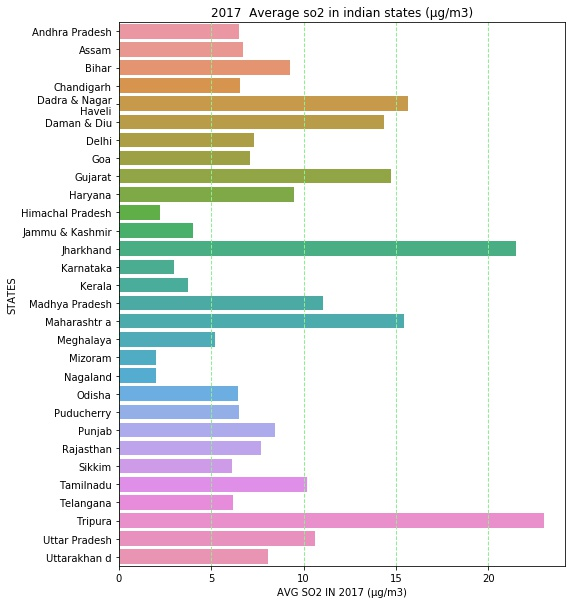 2017  Average so2 in indian states (µg/m3)
STATES
Andhra Pradesh
Assam
Bihar
Chandigarh
Dadra & Nagar
Haveli
Daman & Diu
Delhi
Goa
Gujarat
Haryana
Himachal Pradesh
Jammu & Kashmir
Jharkhand
Karnataka
Kerala
Madhya Pradesh
Maharashtr a
Meghalaya
Mizoram
Nagaland
Odisha
Puducherry
Punjab
Rajasthan
Sikkim
Tamilnadu
Telangana
Tripura
Uttar Pradesh
Uttarakhan d
0 5 10 15 20
AVG SO2 IN 2017 (µg/m3)